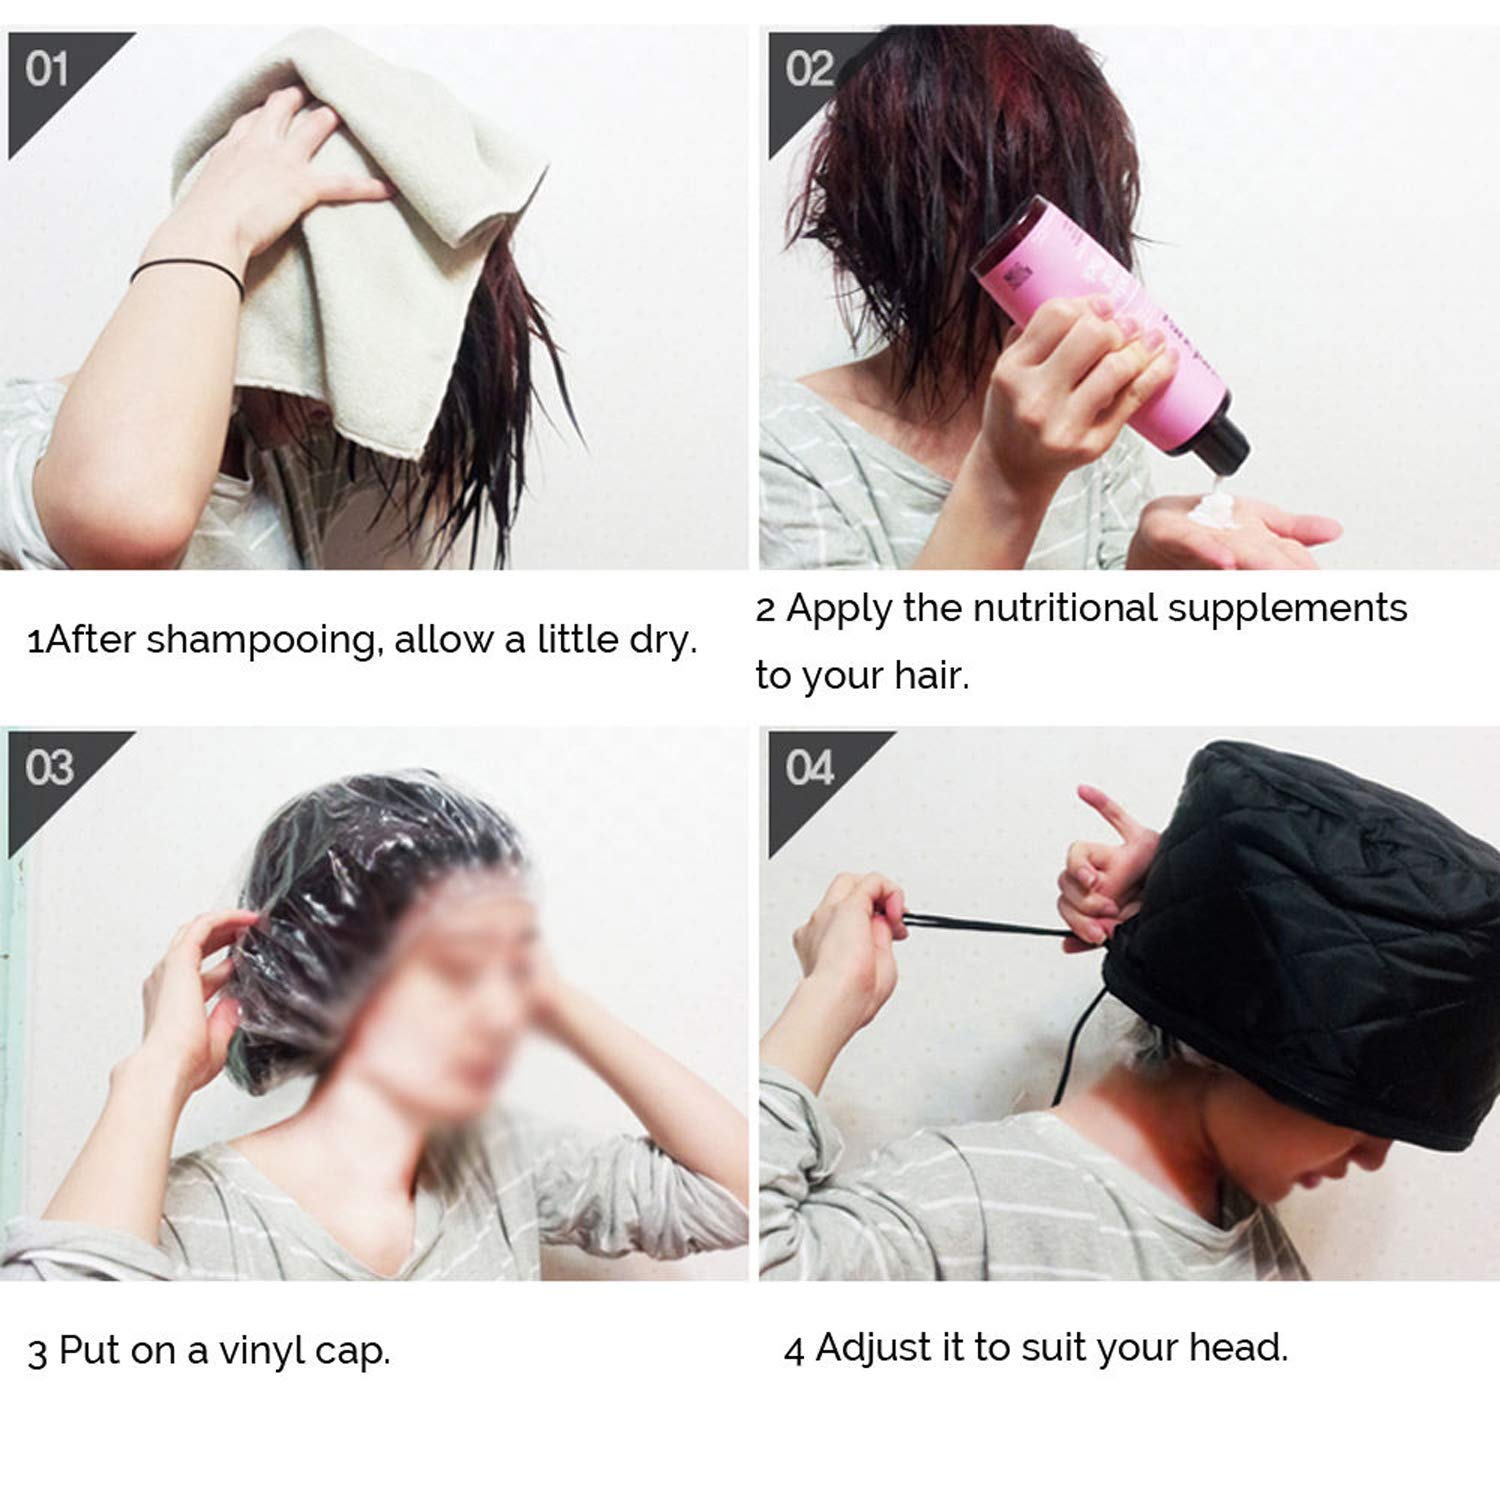 01
02
1After shampooing, allow a little dry.
2 Apply the nutritional supplements
to your hair.
03
04
3 Put on a vinyl cap.
4 Adjust it to suit your head.